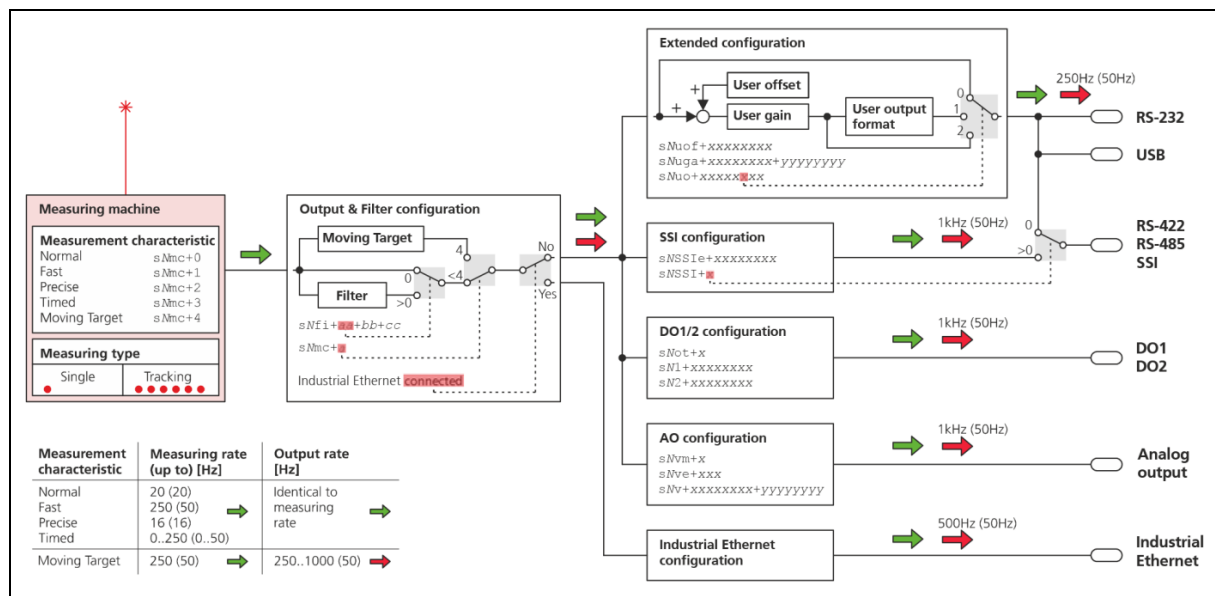 Extended configuration
User offset
+
+
User gain
User output
format
0
1
2
sNuof+xxxxxxxx
sNuga+xxxxxxxx+yyyyyyyy
sNuo+xxxxxxxx
250Hz (50Hz)
RS-232
USB
Measuring machine
Measurement characteristic
Normal sNmc+0
Fast sNmc+1
Precise sNmc+2
Timed sNmc+3
Moving Target sNmc+4
Measuring type
Single Tracking
Output & Filter configuration
Moving Target
4
0
<4
No
Filter
>0
Yes
sNfi+aa+bb+cc
sNmc+a
Industrial Ethernet connected
SSI configuration
sNSSIe+xxxxxxxx
sNSSI+x
1kHz (50Hz)
0
>0
RS-422
RS-485
SSI
DO1/2 configuration
sNot+x
sN1+xxxxxxxx
sN2+xxxxxxxx
1kHz (50Hz)
DO1
DO2
AO configuration
sNvm+x
sNve+xxx
sNv+xxxxxxxx+yyyyyyyy
1kHz (50Hz)
Analog
output
Industrial Ethernet
configuration
500Hz (50Hz)
Industrial
Ethernet
Measurement Measuring rate Output rate
characteristic (up to) [Hz] [Hz]
Normal 20 (20) Identical to
Fast 250 (50) measuring
Precise 16 (16) rate
Timed 0..250 (0..50)
Moving Target 250 (50) 250..1000 (50)